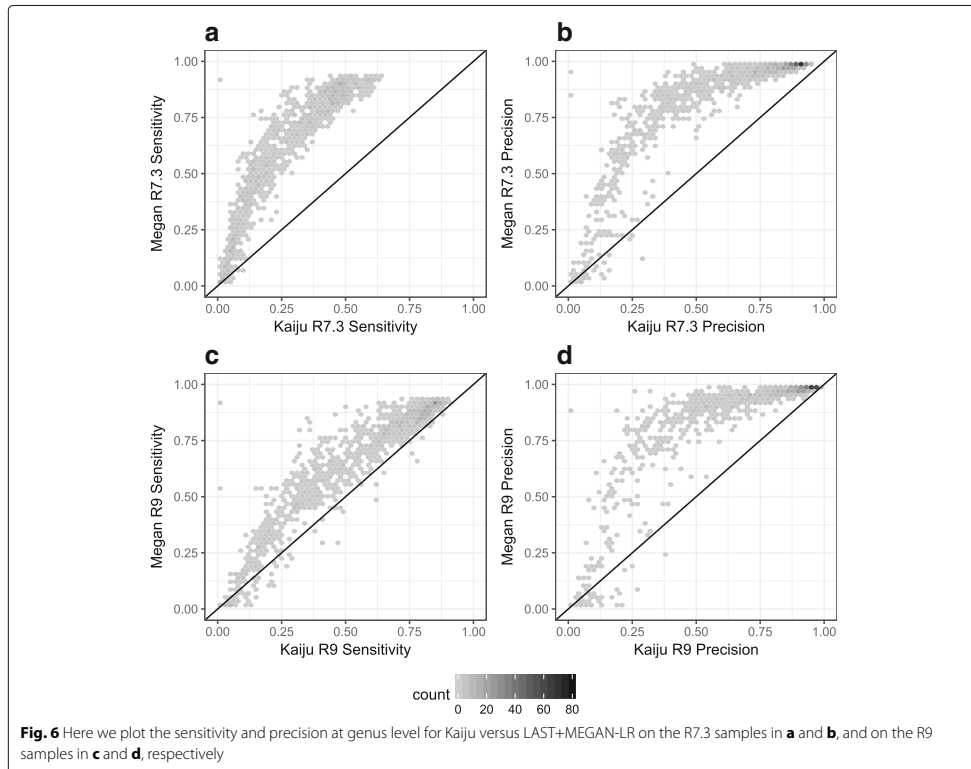 a
Megan R7.3 Sensitivity
1.00
0.75
0.50
0.25
0.00
0.00 0.25 0.50 0.75 1.00
Kaiju R7.3 Sensitivity
b
Megan R7.3 Precision
1.00
0.75
0.50
0.25
0.00
0.00 0.25 0.50 0.75 1.00
Kaiju R7.3 Precision
c
Megan R9 Sensitivity
1.00
0.75
0.50
0.25
0.00
0.00 0.25 0.50 0.75 1.00
Kaiju R9 Sensitivity
d
Megan R9 Precision
1.00
0.75
0.50
0.25
0.00
0.00 0.25 0.50 0.75 1.00
Kaiju R9 Precision
count
0 20 40 60 80
Fig. 6 Here we plot the sensitivity and precision at genus level for Kaiju versus LAST+MEGAN-LR on the R7.3 samples in a and b, and on the R9
samples in c and d, respectively